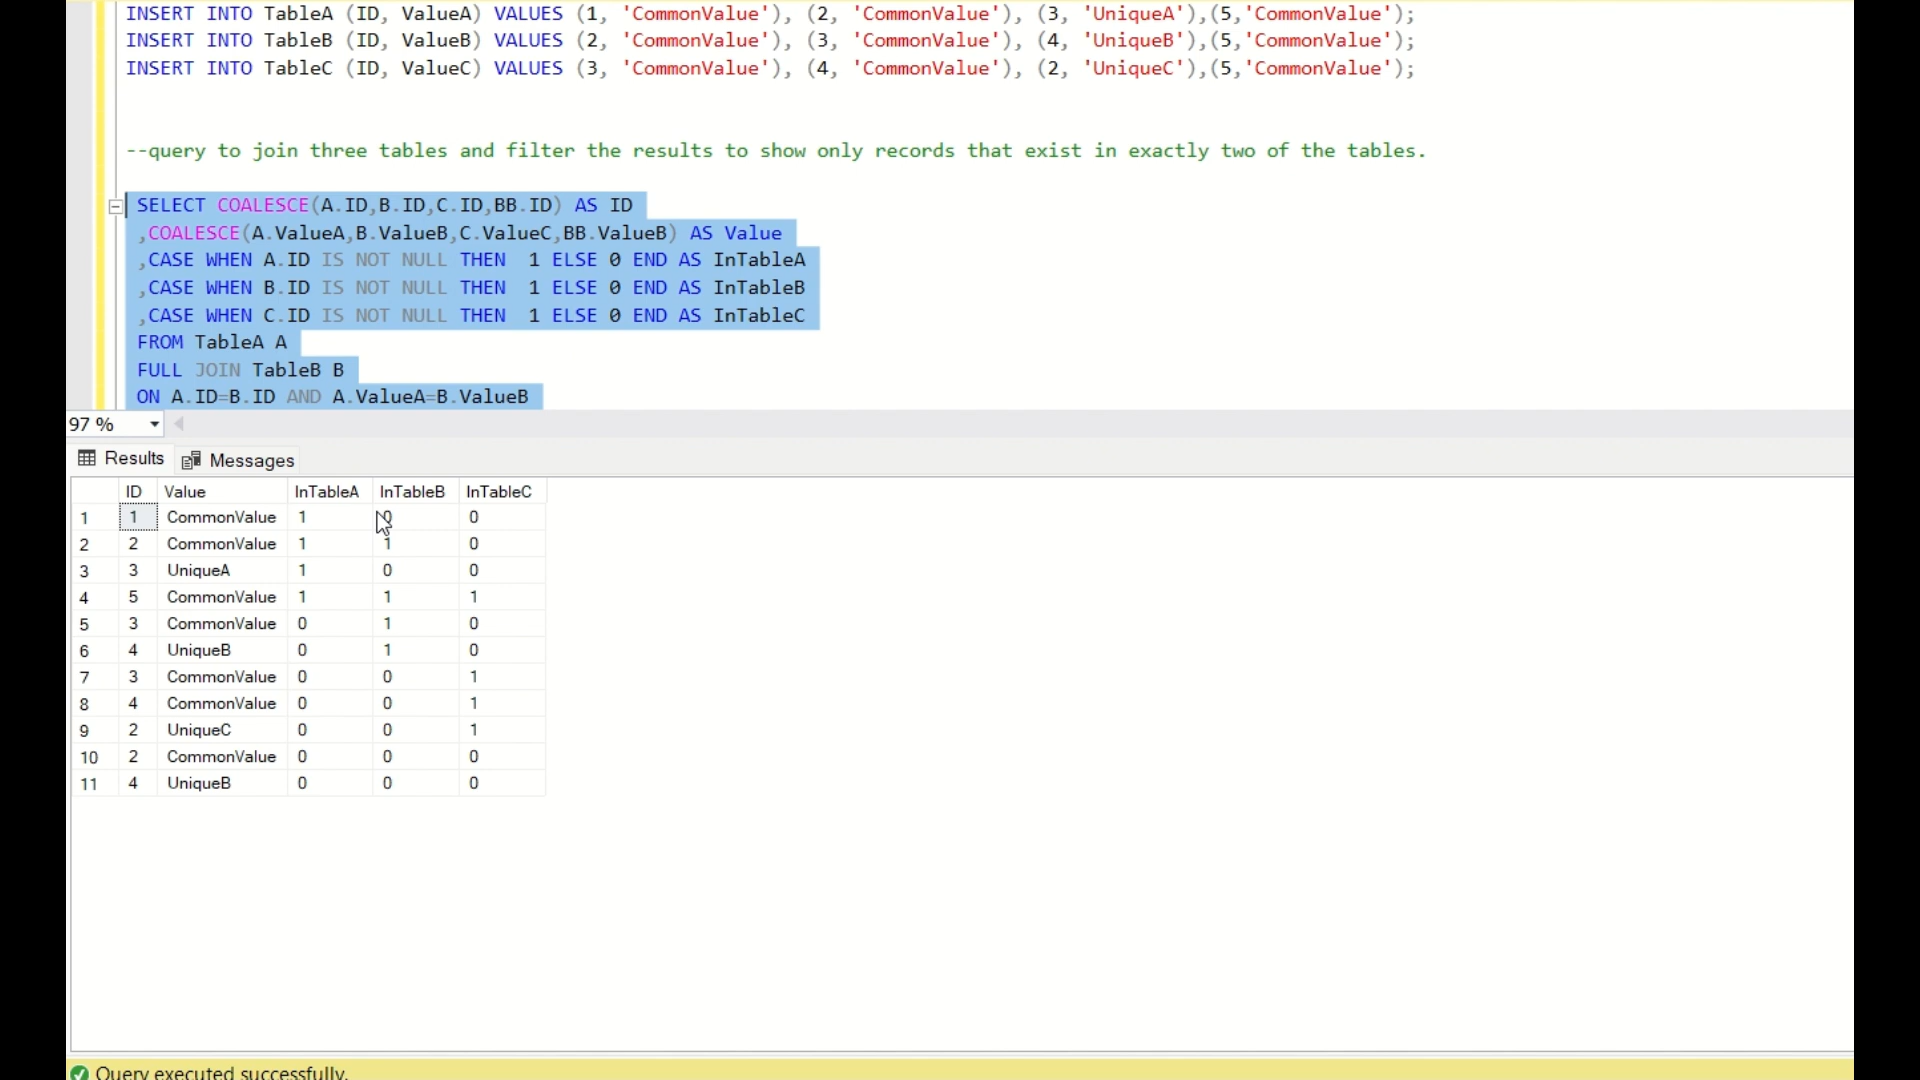 INSERT INTO TableA (ID, ValueA) VALUES (1, 'CommonValue'), (2, 'CommonValue'), (3, 'UniqueA'),(5,'CommonValue');
INSERT INTO TableB (ID, ValueB) VALUES (2, 'CommonValue'), (3, 'CommonValue'), (4, 'UniqueB'),(5,'CommonValue');
INSERT INTO TableC (ID, ValueC) VALUES (3, 'CommonValue'), (4, 'CommonValue'), (2, 'UniqueC'),(5,'CommonValue');
--query to join three tables and filter the results to show only records that exist in exactly two of the tables.
SELECT COALESCE(A.ID,B.ID,C.ID,BB.ID) AS ID
,COALESCE(A.ValueA,B.ValueB,C.ValueC,BB.ValueB) AS Value
,CASE WHEN A.ID IS NOT NULL THEN 1 ELSE 0 END AS InTableA
,CASE WHEN B.ID IS NOT NULL THEN 1 ELSE 0 END AS InTableB
,CASE WHEN C.ID IS NOT NULL THEN 1 ELSE 0 END AS InTableC
FROM TableA A
FULL JOIN TableB B
ON A.ID=B.ID AND A.ValueA=B.ValueB
97 %
Results Messages
ID Value InTableA InTableB InTableC
1 1 CommonValue 1 0 0
2 2 CommonValue 1 1 0
3 3 UniqueA 1 0 0
4 5 CommonValue 1 1 1
5 3 CommonValue 0 1 0
6 4 UniqueB 0 1 0
7 3 CommonValue 0 0 1
8 4 CommonValue 0 0 1
9 2 UniqueC 0 0 1
10 2 CommonValue 0 0 0
11 4 UniqueB 0 0 0
Query executed successfully.